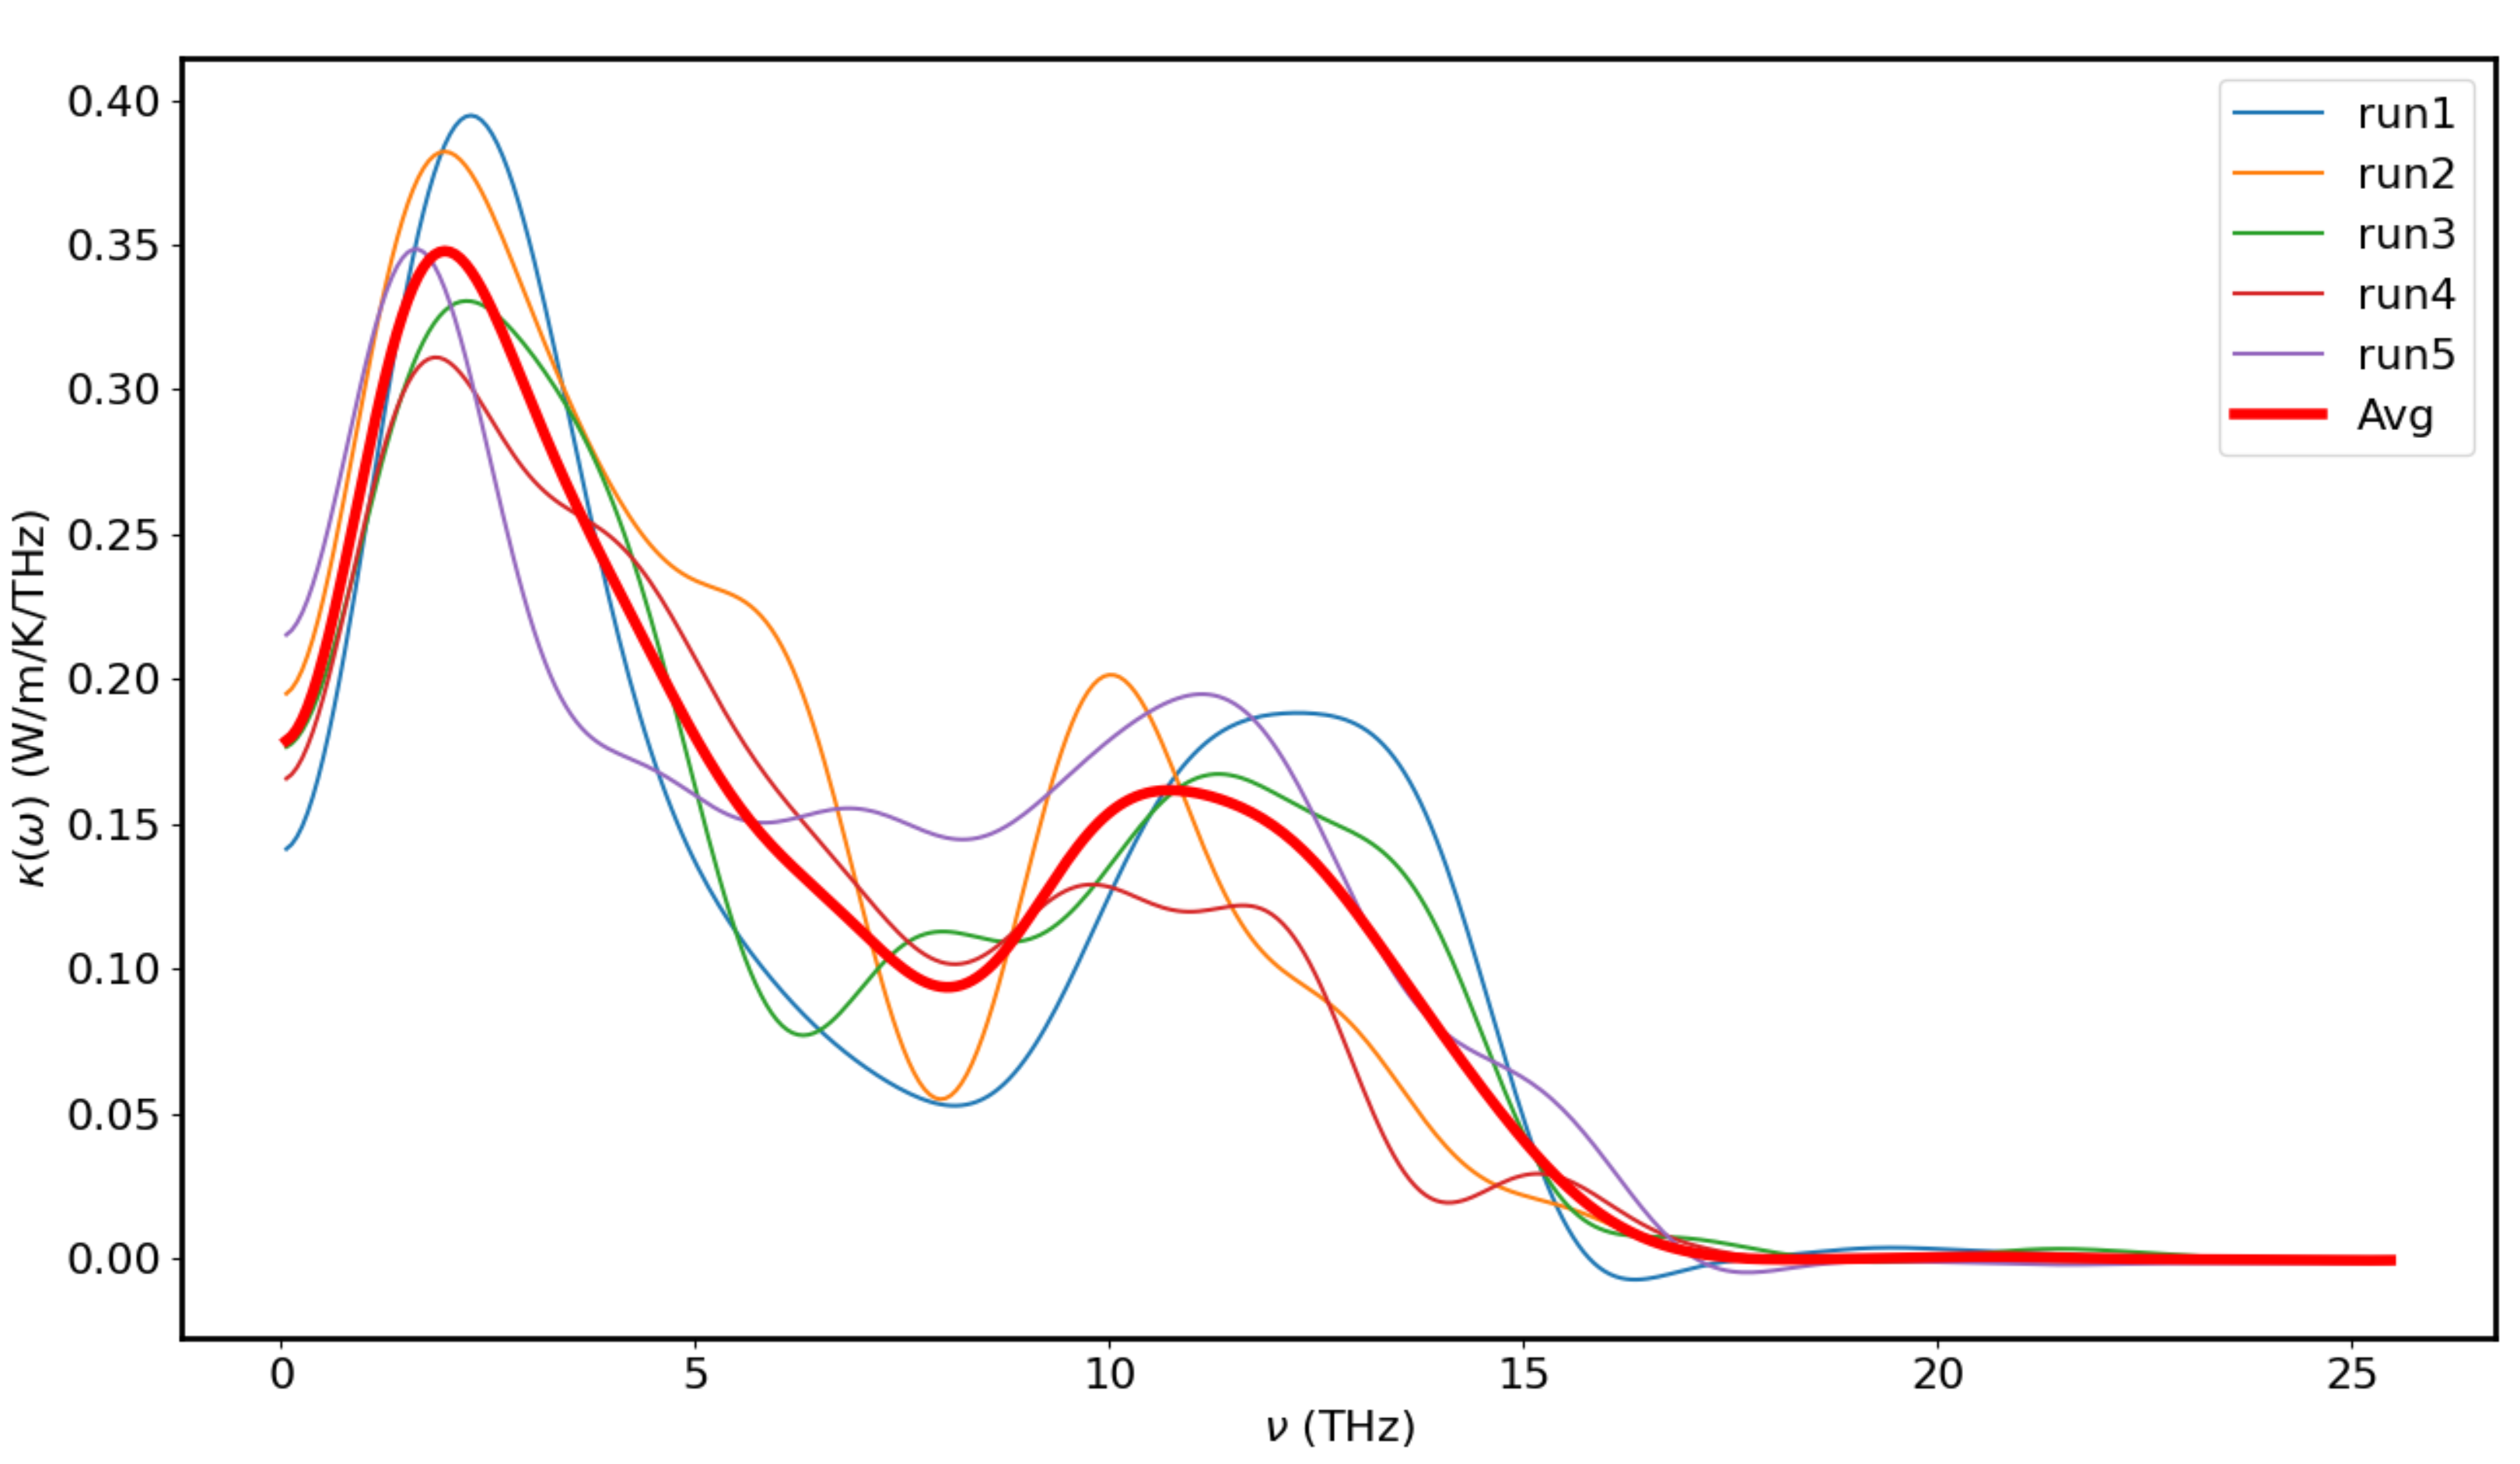 0.40
0.35
0.30
0.25
0.20
0.15
0.10
0.05
0.00
κ(ω) (W/m/K/THz)
0 5 10 15 20 25
ν (THz)
run1
run2
run3
run4
run5
Avg